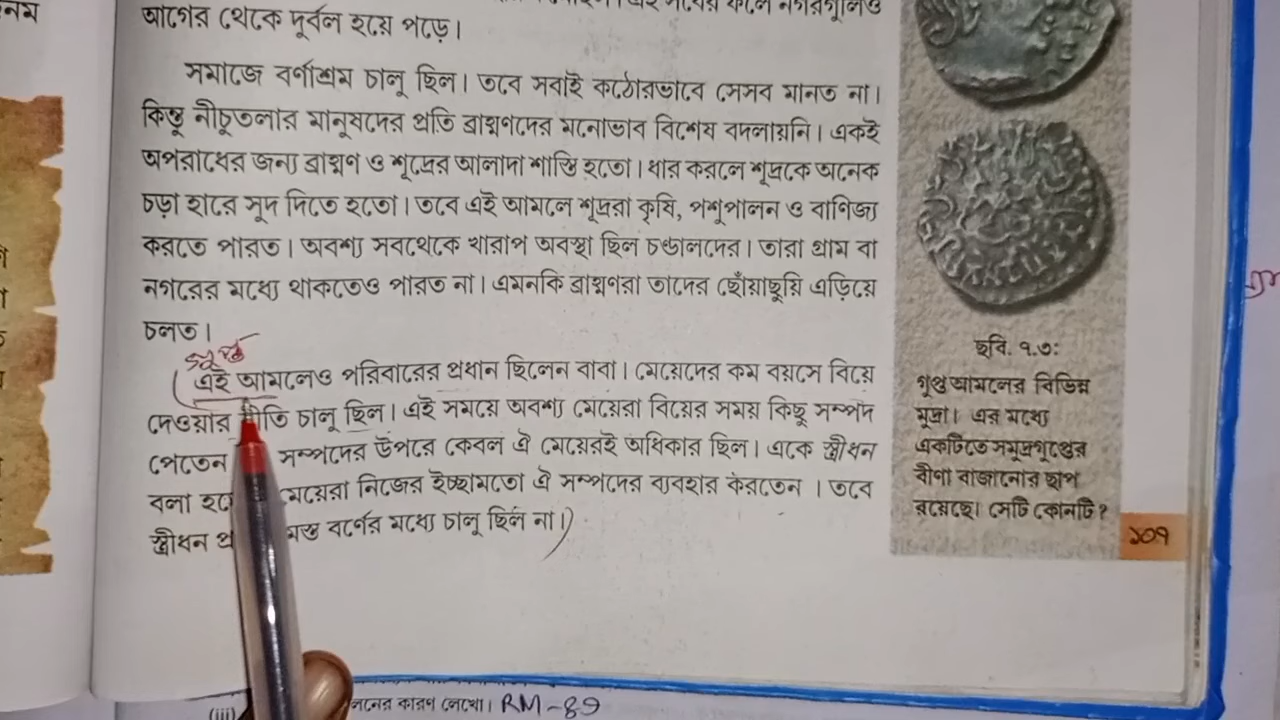 আগের থেকে দুর্বল হয়ে পড়ে।
সমাজে বর্ণাশ্রম চালু ছিল। তবে সবাই কঠোরভাবে সেসব মানত না।
কিন্তু নীচুতলার মানুষদের প্রতি ব্রাহ্মণদের মনোভাব বিশেষ বদলায়নি। একই
অপরাধের জন্য ব্রাহ্মণ ও শূদ্রের আলাদা শাস্তি হতো। ধার করলে শূদ্রকে অনেক
চড়া হারে সুদ দিতে হতো। তবে এই আমলে শূদ্ররা কৃষি, পশুপালন ও বাণিজ্য
করতে পারত। অবশ্য সবথেকে খারাপ অবস্থা ছিল চণ্ডালদের। তারা গ্রাম বা
নগরের মধ্যে থাকতেও পারত না। এমনকি ব্রাহ্মণরা তাদের ছোঁয়াছুয়ি এড়িয়ে
চলত।
(এই আমলেও পরিবারের প্রধান ছিলেন বাবা। মেয়েদের কম বয়সে বিয়ে
দেওয়ার চালু ছিল। এই সময়ে অবশ্য মেয়েরা বিয়ের সময় কিছু সম্পদ
পেতেন সম্পদের উপরে কেবল ঐ মেয়েরই অধিকার ছিল। একে স্ত্রীধন
বলা মেয়েরা নিজের ইচ্ছামতো ঐ সম্পদের ব্যবহার করতেন । তবে
স্ত্রীধন বর্ণের মধ্যে চালু ছিল না।)
ছবি. ৭.৩:
গুপ্ত আমলের বিভিন্ন
মুদ্রা। এর মধ্যে
একটিতে সমুদ্রগুপ্তের
বীণা বাজানোর ছাপ
রয়েছে। সেটি কোনটি?
১০৭
(iii) কারণ লেখো। RM-89